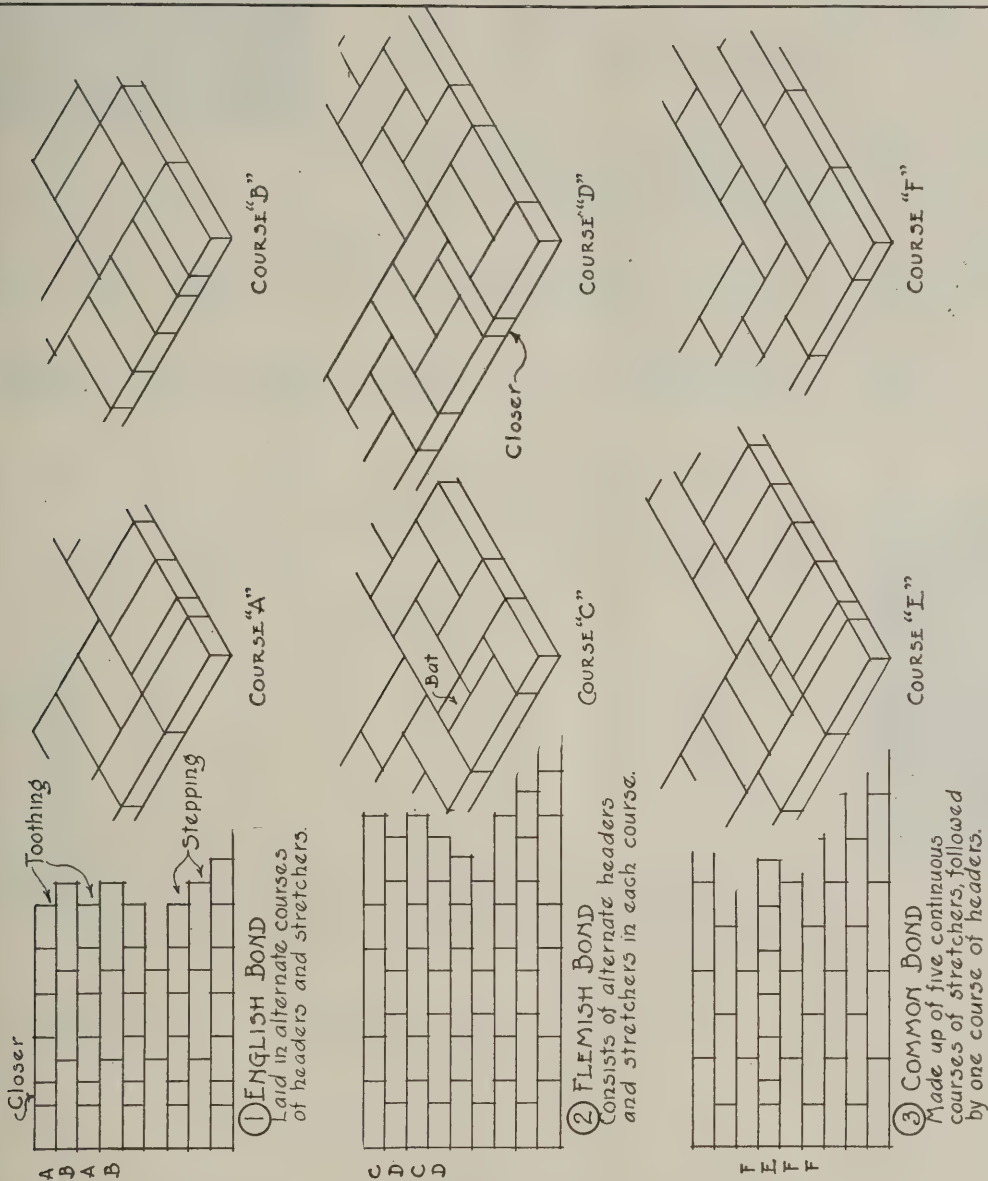 Closer
Toothing
A
B
A
B
Stepping
① ENGLISH BOND
Laid in alternate courses
of headers and stretchers.
COURSE "A"
COURSE "B"
C
D
C
D
② FLEMISH BOND
Consists of alternate headers
and stretchers in each course.
Bat
COURSE "C"
Closer
COURSE "D"
F
E
F
F
③ COMMON BOND
Made up of five continuous
courses of stretchers, followed
by one course of headers.
COURSE "E"
COURSE "F"